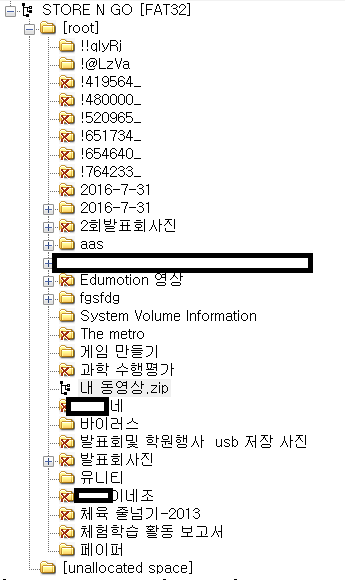 STORE N GO [FAT32]
[root]
!!qlyRj
!@LzVa
!419564_
!480000_
!520965_
!651734_
!654640_
!764233_
2016-7-31
2016-7-31
2회발표회사진
aas
Edumotion 영상
fgsfdg
System Volume Information
The metro
게임 만들기
과학 수행평가
내 동영상.zip
네
바이러스
발표회및 학원행사 usb 저장 사진
발표회사진
유니티
이네조
체육 줄넘기-2013
체험학습 활동 보고서
페이퍼
[unallocated space]